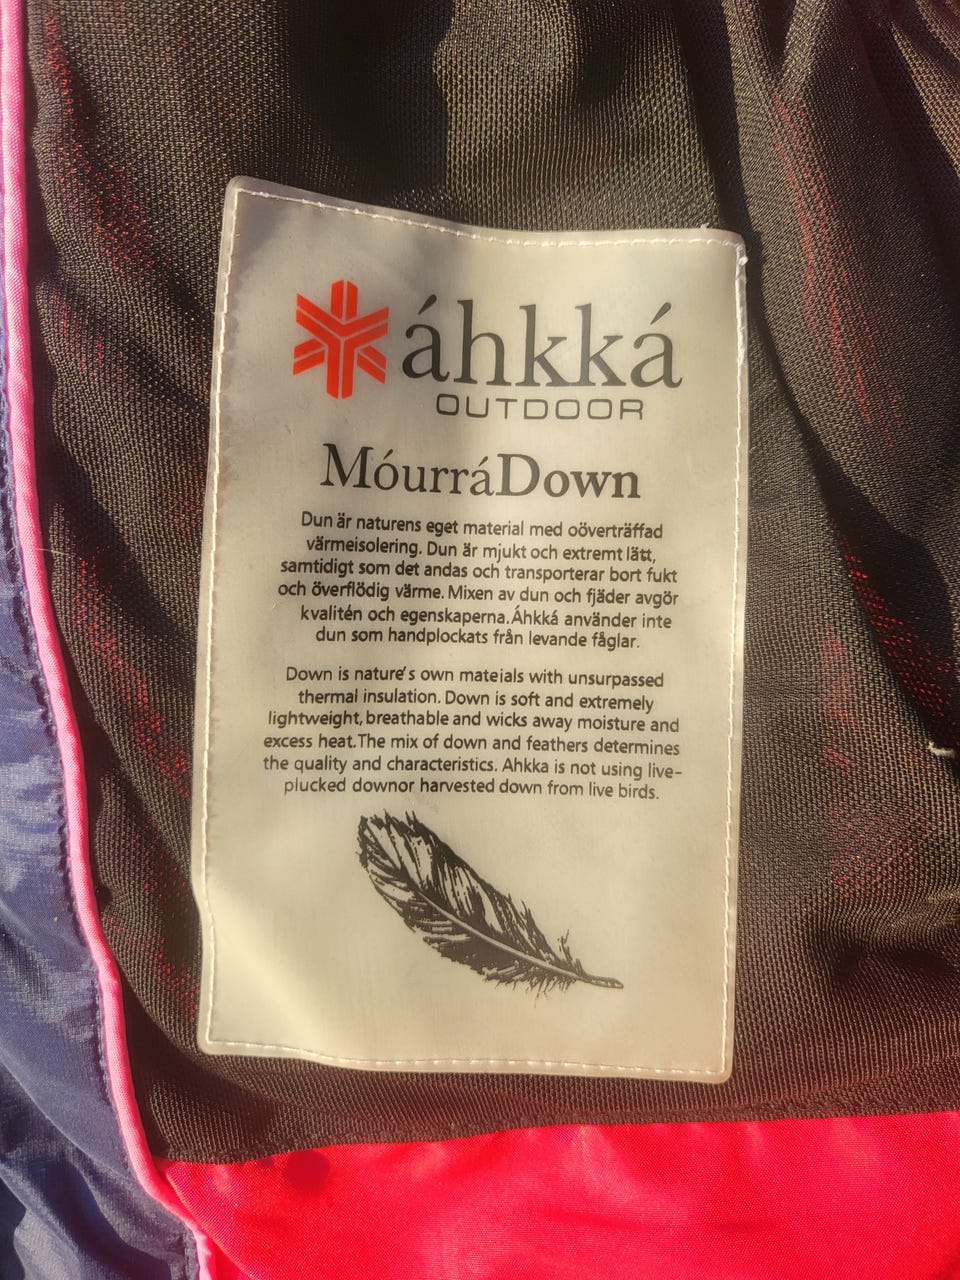 áhkká
OUTDOOR
MóurráDown
Dun är naturens eget material med oöverträffad
värmeisolering. Dun är mjukt och extremt lätt,
samtidigt som det andas och transporterar bort fukt
och överflödig värme. Mixen av dun och fjäder avgör
kvalitén och egenskaperna.Áhkká använder inte
dun som handplockats från levande fåglar.
Down is nature's own mateials with unsurpassed
thermal insulation. Down is soft and extremely
lightweight, breathable and wicks away moisture and
excess heat.The mix of down and feathers determines
the quality and characteristics. Ahkka is not using live-
plucked downor harvested down from live birds.